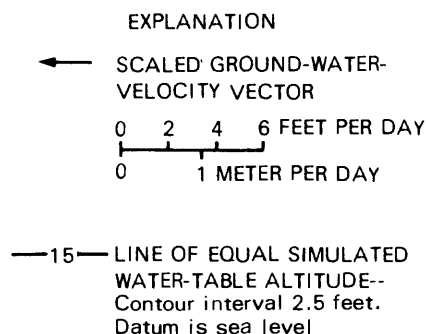 EXPLANATION
SCALED GROUND-WATER-
VELOCITY VECTOR
0 2 4 6 FEET PER DAY
0 1 METER PER DAY
—15— LINE OF EQUAL SIMULATED
WATER-TABLE ALTITUDE--
Contour interval 2.5 feet.
Datum is sea level